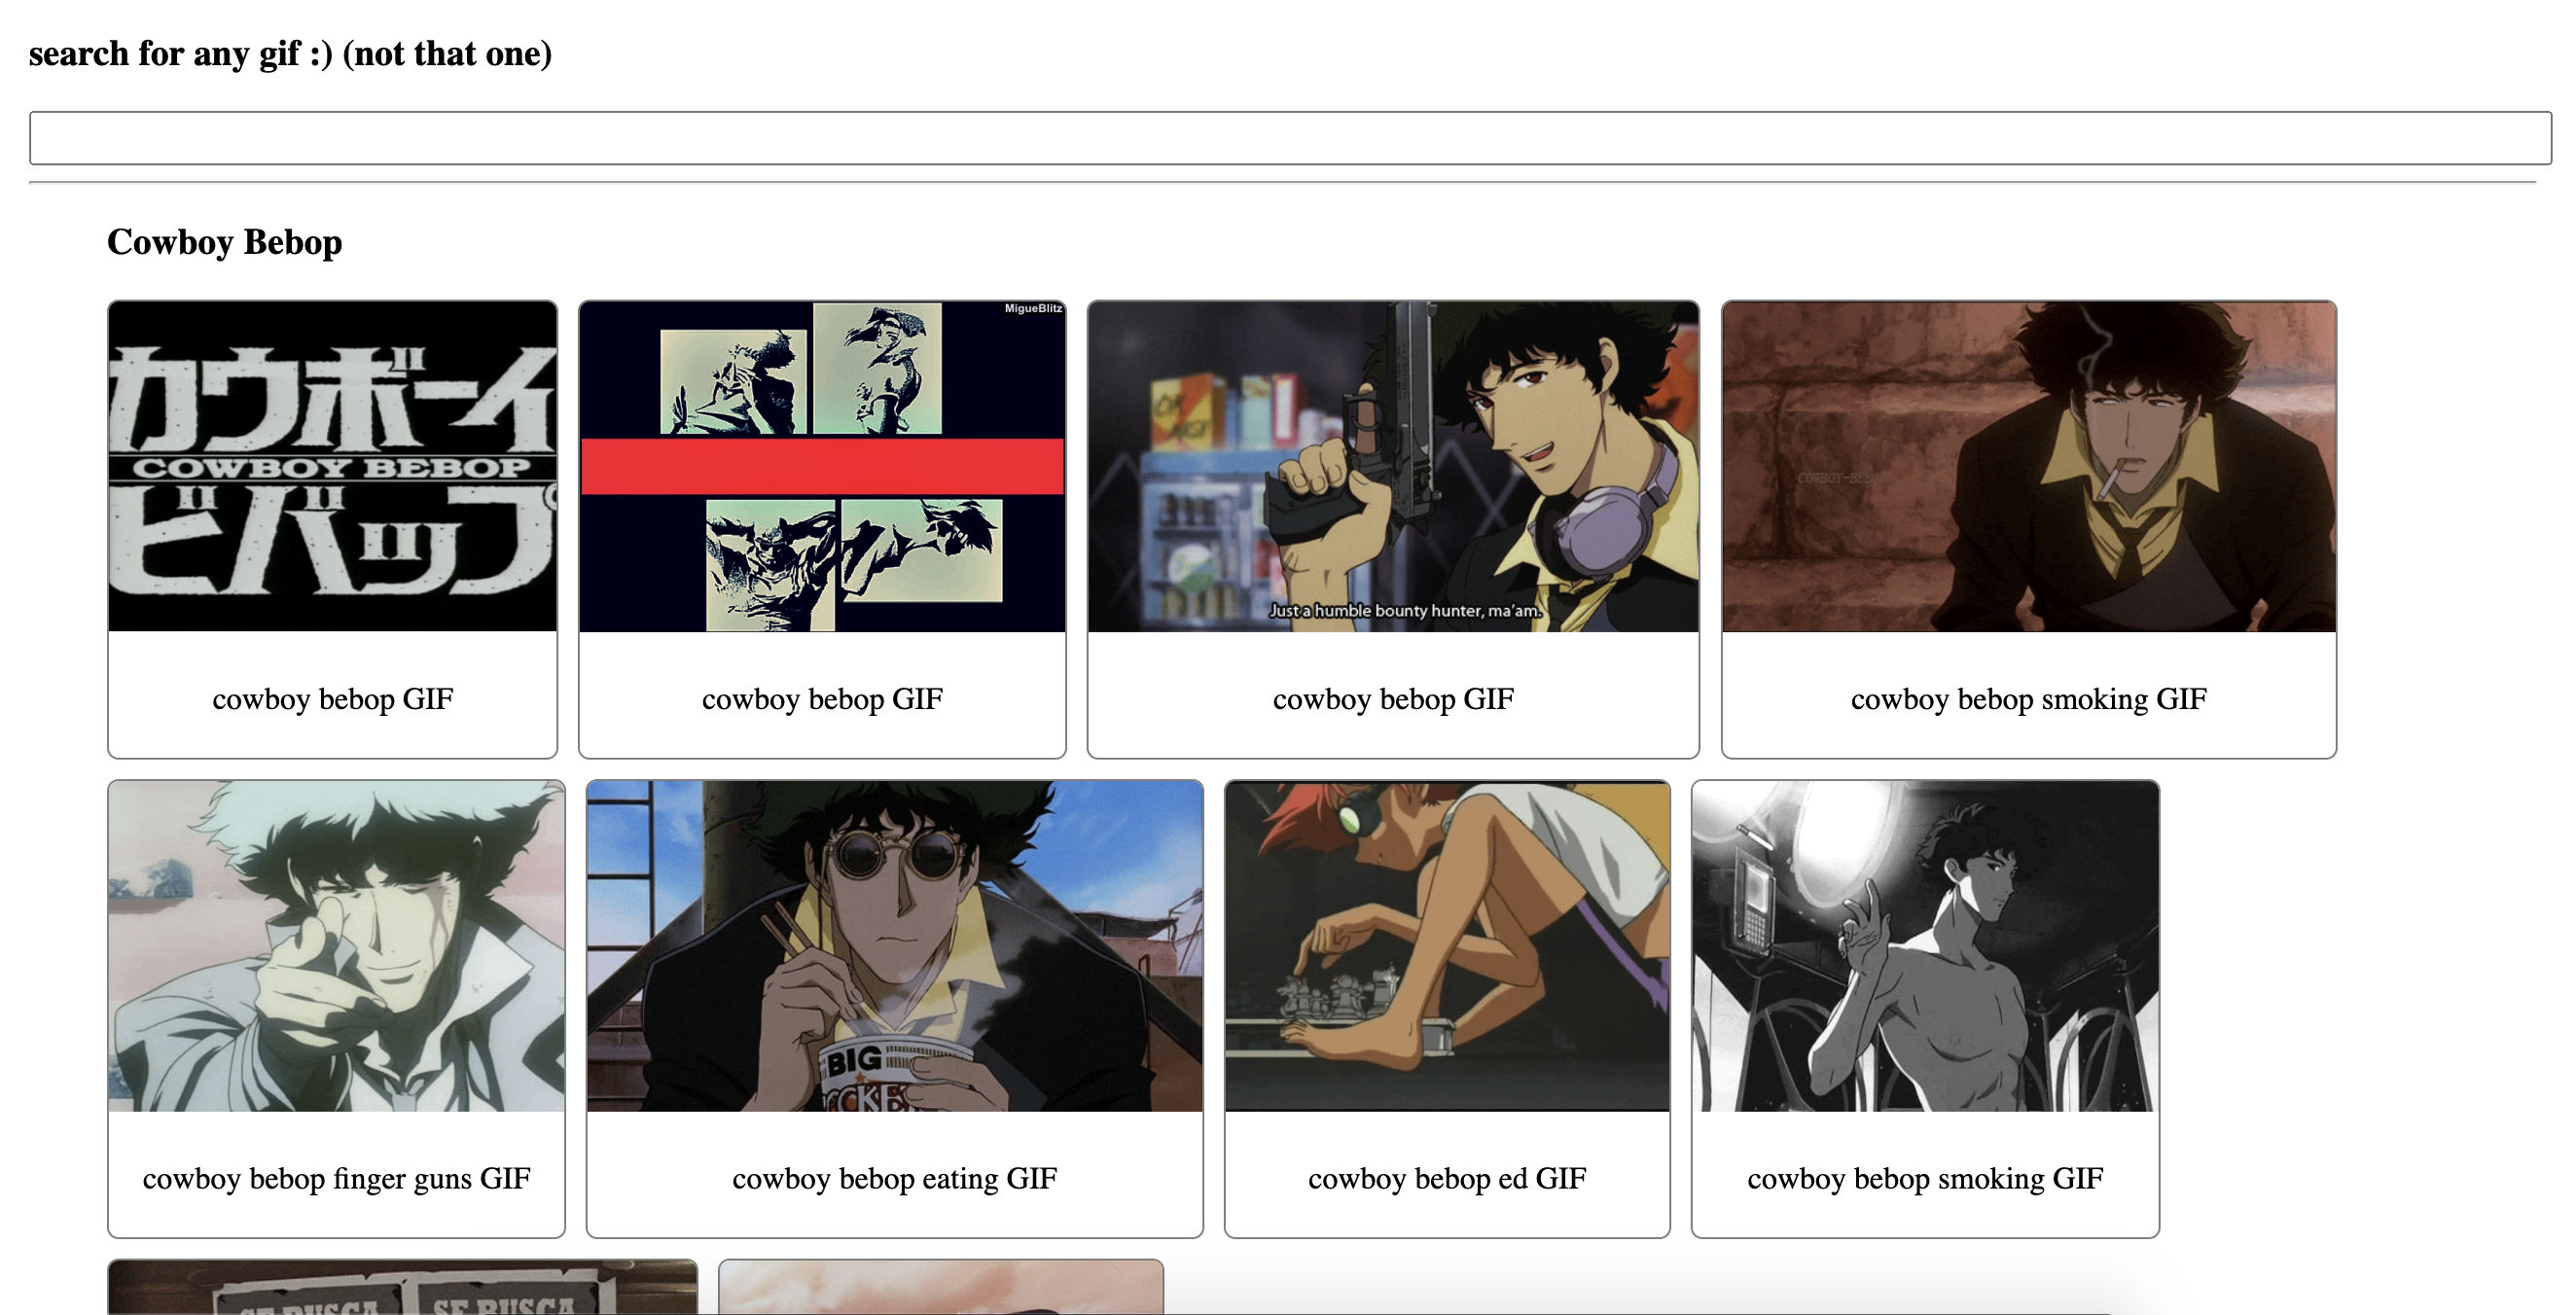 search for any gif :) (not that one)
Cowboy Bebop
カウボーイ
COWBOY BEBOP
ビバップ
MigueBlitz
Just a humble bounty hunter, ma'am.
COWBOY-BEBOP
cowboy bebop GIF
cowboy bebop GIF
cowboy bebop GIF
cowboy bebop smoking GIF
BIG
cowboy bebop finger guns GIF
cowboy bebop eating GIF
cowboy bebop ed GIF
cowboy bebop smoking GIF
SE BUSCA
SE BUSCA